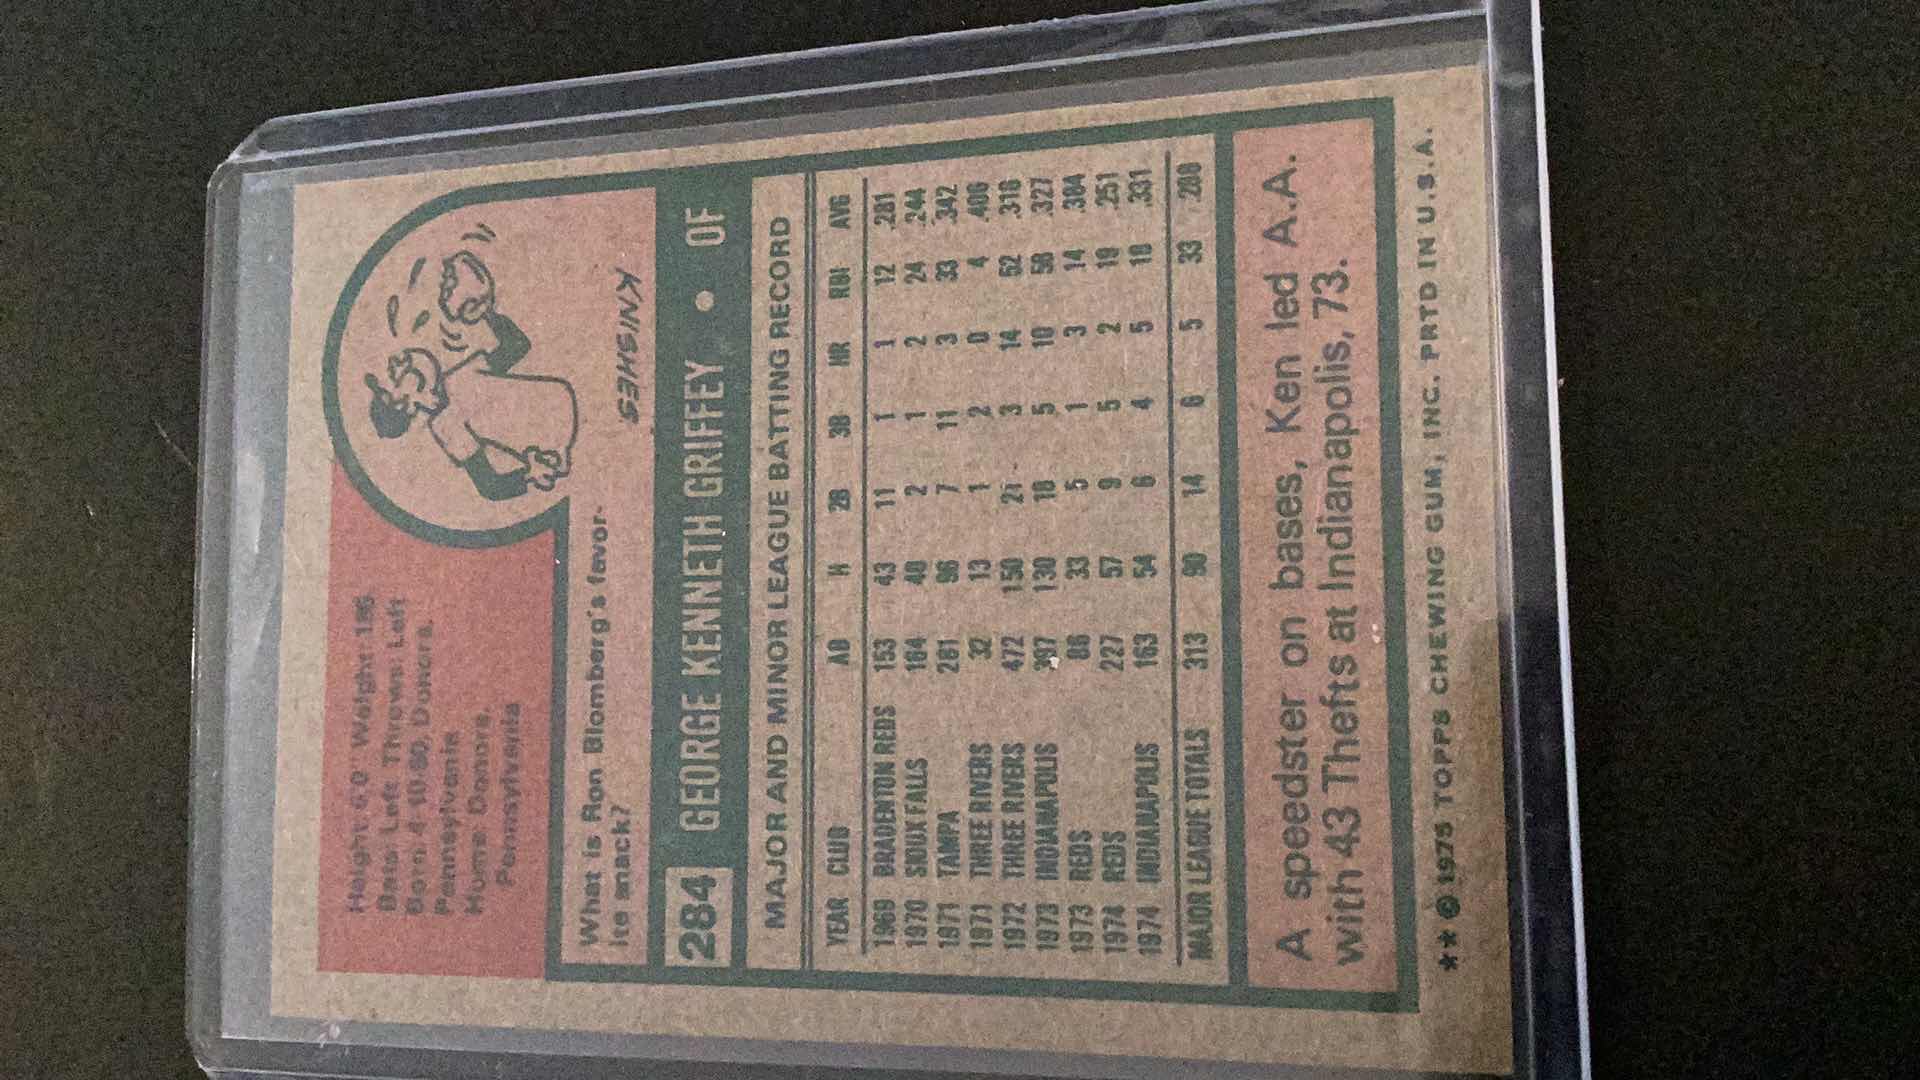 Height: 6'0" Weight: 185
Bats: Left Throws: Left
Born: 4-10-50, Donora,
Pennsylvania
Home: Donora,
Pennsylvania
What is Ron Blomberg's favor-
ite snack?
KNISHES
284 GEORGE KENNETH GRIFFEY • OF
MAJOR AND MINOR LEAGUE BATTING RECORD
YEAR CLUB AB H 2B 3B HR RBI AVG
1969 BRADENTON REDS 153 43 11 1 1 12 .281
1970 SIOUX FALLS 164 40 2 1 2 24 .244
1971 TAMPA 281 96 7 11 3 33 .342
1971 THREE RIVERS 32 13 1 2 0 4 .406
1972 THREE RIVERS 472 150 21 3 14 52 .318
1973 INDIANAPOLIS 397 130 18 5 10 58 .327
1973 REDS 86 33 5 1 3 14 .384
1974 REDS 227 57 9 5 2 19 .251
1974 INDIANAPOLIS 163 54 6 4 5 18 .331
MAJOR LEAGUE TOTALS 313 90 14 6 5 33 .288
A speedster on bases, Ken led A.A.
with 43 Thefts at Indianapolis, 73.
** © 1975 TOPPS CHEWING GUM, INC. PRTD IN U.S.A.